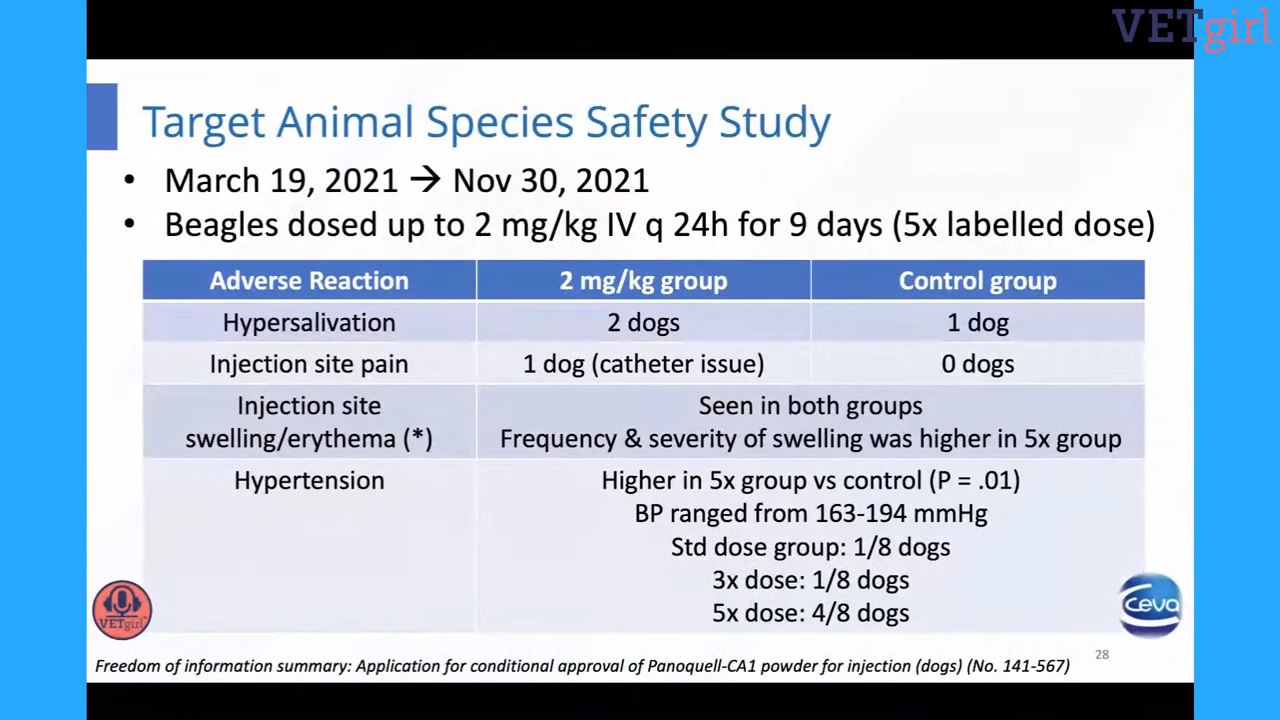 VETgirl
Target Animal Species Safety Study
• March 19, 2021 → Nov 30, 2021
• Beagles dosed up to 2 mg/kg IV q 24h for 9 days (5x labelled dose)
Adverse Reaction 2 mg/kg group Control group
Hypersalivation 2 dogs 1 dog
Injection site pain 1 dog (catheter issue) 0 dogs
Injection site
swelling/erythema (*)
Seen in both groups
Frequency & severity of swelling was higher in 5x group
Hypertension
Higher in 5x group vs control (P = .01)
BP ranged from 163-194 mmHg
Std dose group: 1/8 dogs
3x dose: 1/8 dogs
5x dose: 4/8 dogs
VETgirl
Ceva
28
Freedom of information summary: Application for conditional approval of Panoquell-CA1 powder for injection (dogs) (No. 141-567)